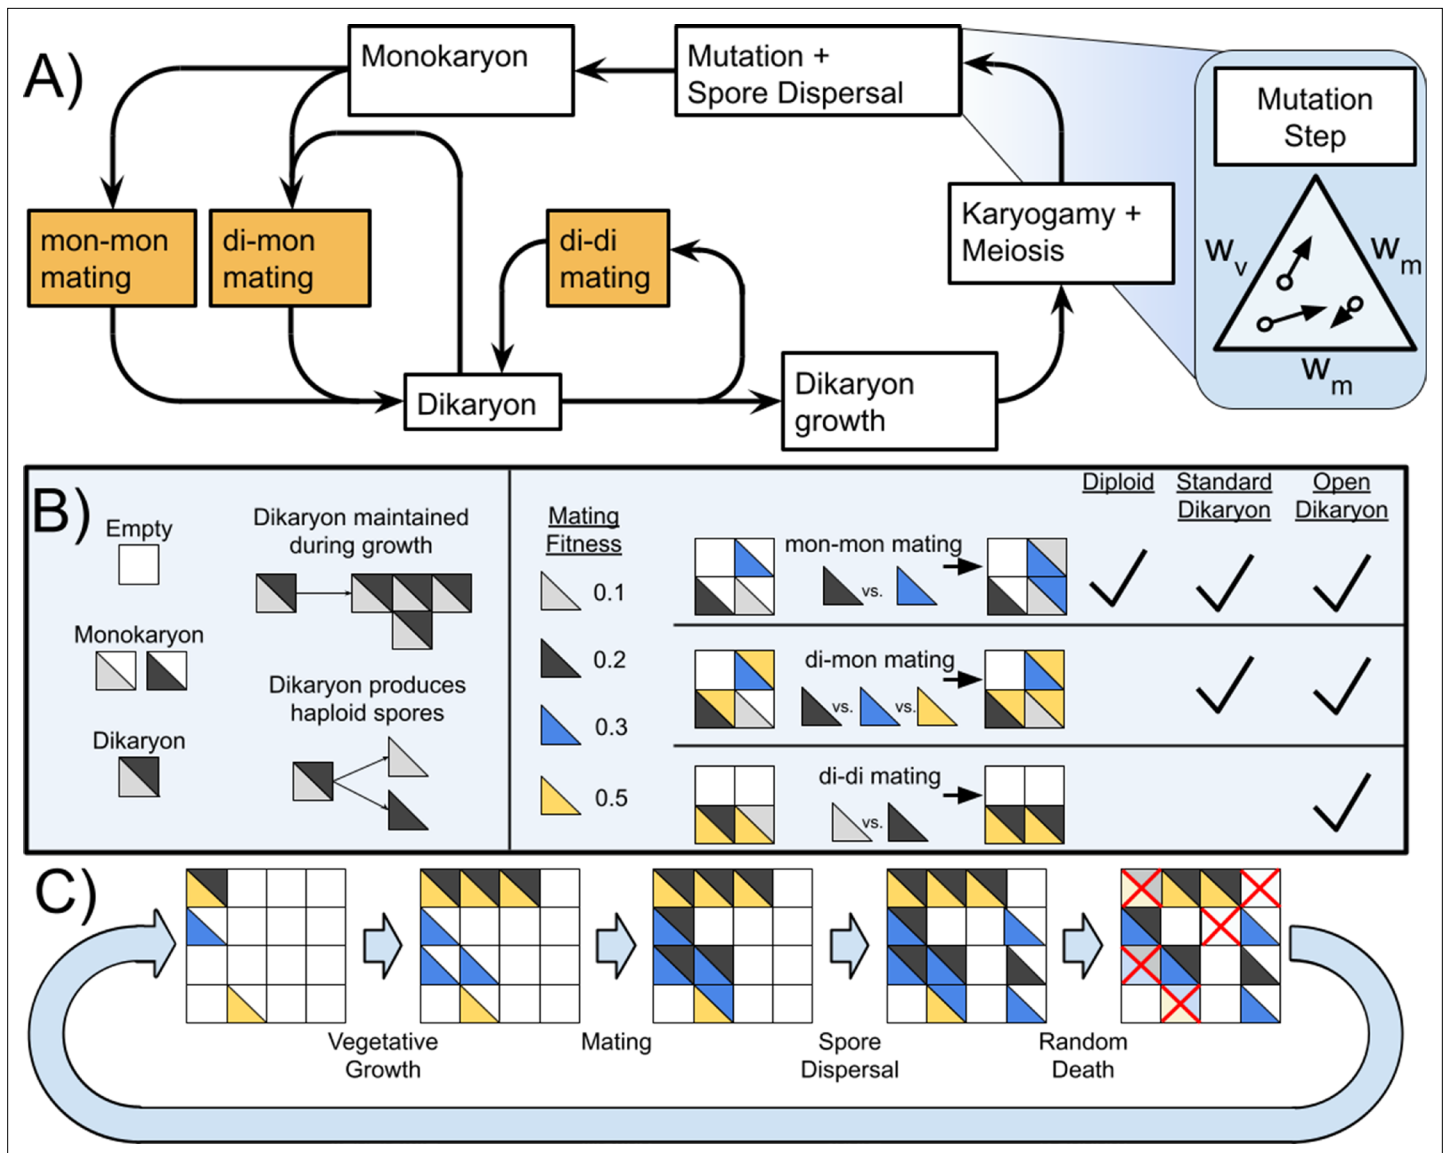 A)
Monokaryon
Mutation +
Spore Dispersal
Mutation
Step
mon-mon
mating
di-mon
mating
di-di
mating
Karyogamy +
Meiosis
w_v
w_m
w_m
Dikaryon
Dikaryon
growth
B)
Empty
Monokaryon
Dikaryon
Dikaryon maintained
during growth
Dikaryon produces
haploid spores
Mating
Fitness
0.1
0.2
0.3
0.5
Diploid
Standard
Dikaryon
Open
Dikaryon
mon-mon mating
vs.
di-mon mating
vs. vs.
di-di mating
vs.
C)
Vegetative
Growth
Mating
Spore
Dispersal
Random
Death